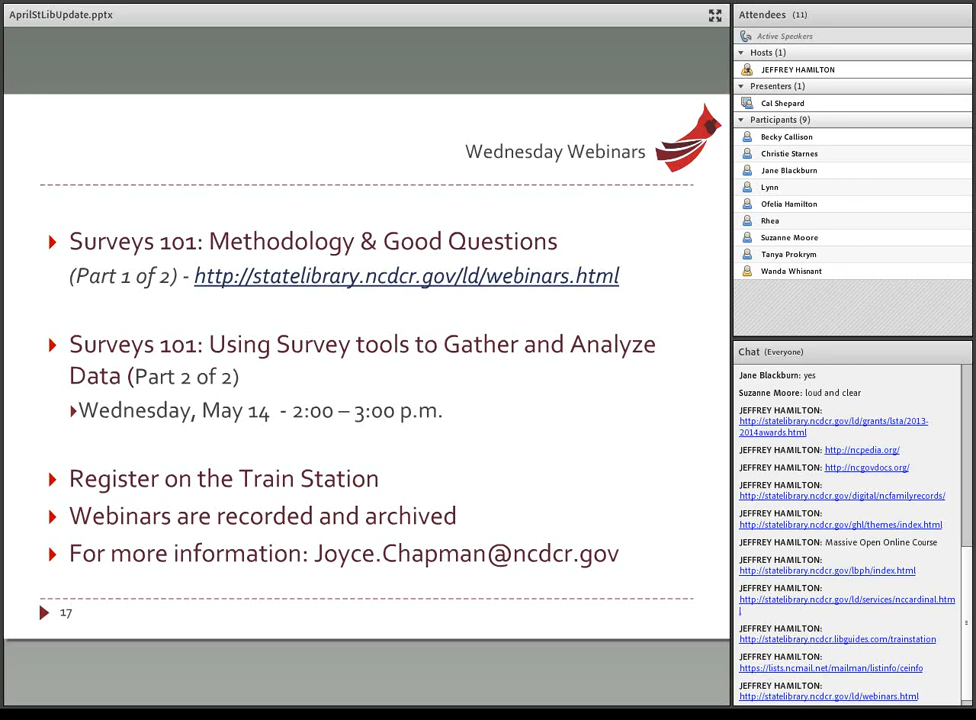 AprilStLibUpdate.pptx
Wednesday Webinars
Surveys 101: Methodology & Good Questions
(Part 1 of 2) - http://statelibrary.ncdcr.gov/ld/webinars.html
Surveys 101: Using Survey tools to Gather and Analyze
Data (Part 2 of 2)
Wednesday, May 14 - 2:00 – 3:00 p.m.
Register on the Train Station
Webinars are recorded and archived
For more information: Joyce.Chapman@ncdcr.gov
17
Attendees (11)
Active Speakers
Hosts (1)
JEFFREY HAMILTON
Presenters (1)
Cal Shepard
Participants (9)
Becky Callison
Christie Starnes
Jane Blackburn
Lynn
Ofelia Hamilton
Rhea
Suzanne Moore
Tanya Prokrym
Wanda Whisnant
Chat (Everyone)
Jane Blackburn: yes
Suzanne Moore: loud and clear
JEFFREY HAMILTON:
http://statelibrary.ncdcr.gov/ld/grants/lsta/2013-
2014awards.html
JEFFREY HAMILTON: http://ncpedia.org/
JEFFREY HAMILTON: http://ncgovdocs.org/
JEFFREY HAMILTON:
http://statelibrary.ncdcr.gov/digital/ncfamilyrecords/
JEFFREY HAMILTON:
http://statelibrary.ncdcr.gov/ghl/themes/index.html
JEFFREY HAMILTON: Massive Open Online Course
JEFFREY HAMILTON:
http://statelibrary.ncdcr.gov/lbph/index.html
JEFFREY HAMILTON:
http://statelibrary.ncdcr.gov/ld/services/nccardinal.htm
l
JEFFREY HAMILTON:
http://statelibrary.ncdcr.libguides.com/trainstation
JEFFREY HAMILTON:
https://lists.ncmail.net/mailman/listinfo/ceinfo
JEFFREY HAMILTON:
http://statelibrary.ncdcr.gov/ld/webinars.html